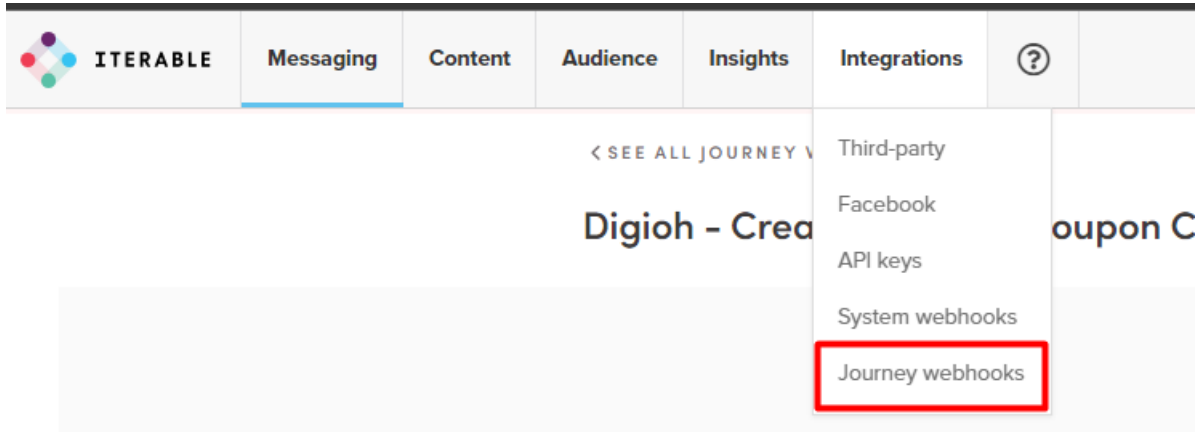 ITERABLE Messaging Content Audience Insights Integrations ?
< SEE ALL JOURNEY
Third-party
Facebook
Digioh - Crea oupon C
API keys
System webhooks
Journey webhooks